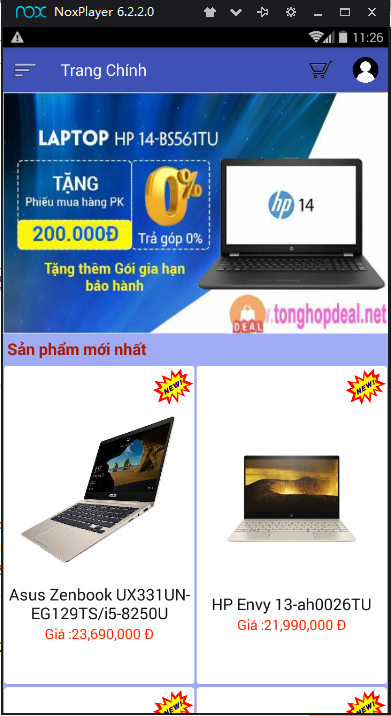 nox NoxPlayer 6.2.2.0
11:26
Trang Chính
LAPTOP HP 14-BS561TU
TẶNG
Phiếu mua hàng PK
200.000Đ
0%
Trả góp 0%
Tặng thêm Gói gia hạn
bảo hành
hp 14
DEAL
.tonghopdeal.net
Sản phẩm mới nhất
NEW!
NEW!
Asus Zenbook UX331UN-
EG129TS/i5-8250U
Giá :23,690,000 Đ
HP Envy 13-ah0026TU
Giá :21,990,000 Đ
NEW!
NEW!